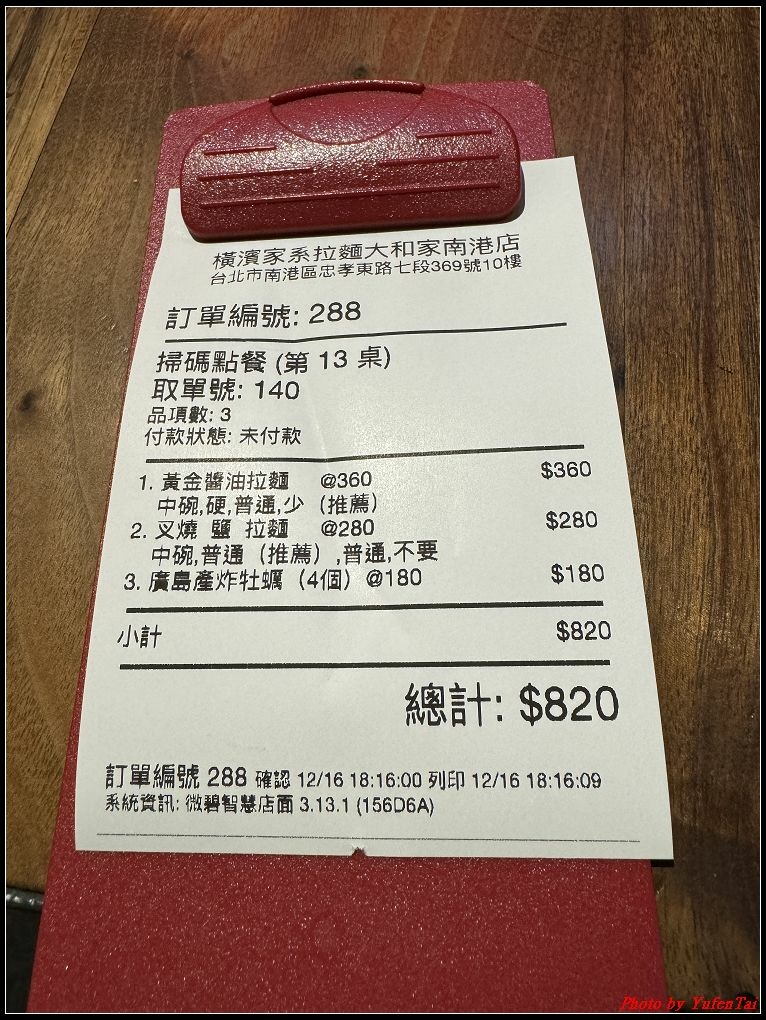 橫濱家系拉麵大和家南港店
台北市南港區忠孝東路七段369號10樓
訂單編號: 288
掃碼點餐 (第 13 桌)
取單號: 140
品項數: 3
付款狀態: 未付款
1. 黃金醬油拉麵 @360 $360
中碗,硬,普通,少（推薦）
2. 叉燒 鹽 拉麵 @280 $280
中碗,普通（推薦）,普通,不要
3. 廣島產炸牡蠣（4個）@180 $180
小計 $820
總計: $820
訂單編號 288 確認 12/16 18:16:00 列印 12/16 18:16:09
系統資訊: 微碧智慧店面 3.13.1 (156D6A)
Photo by YufenTai